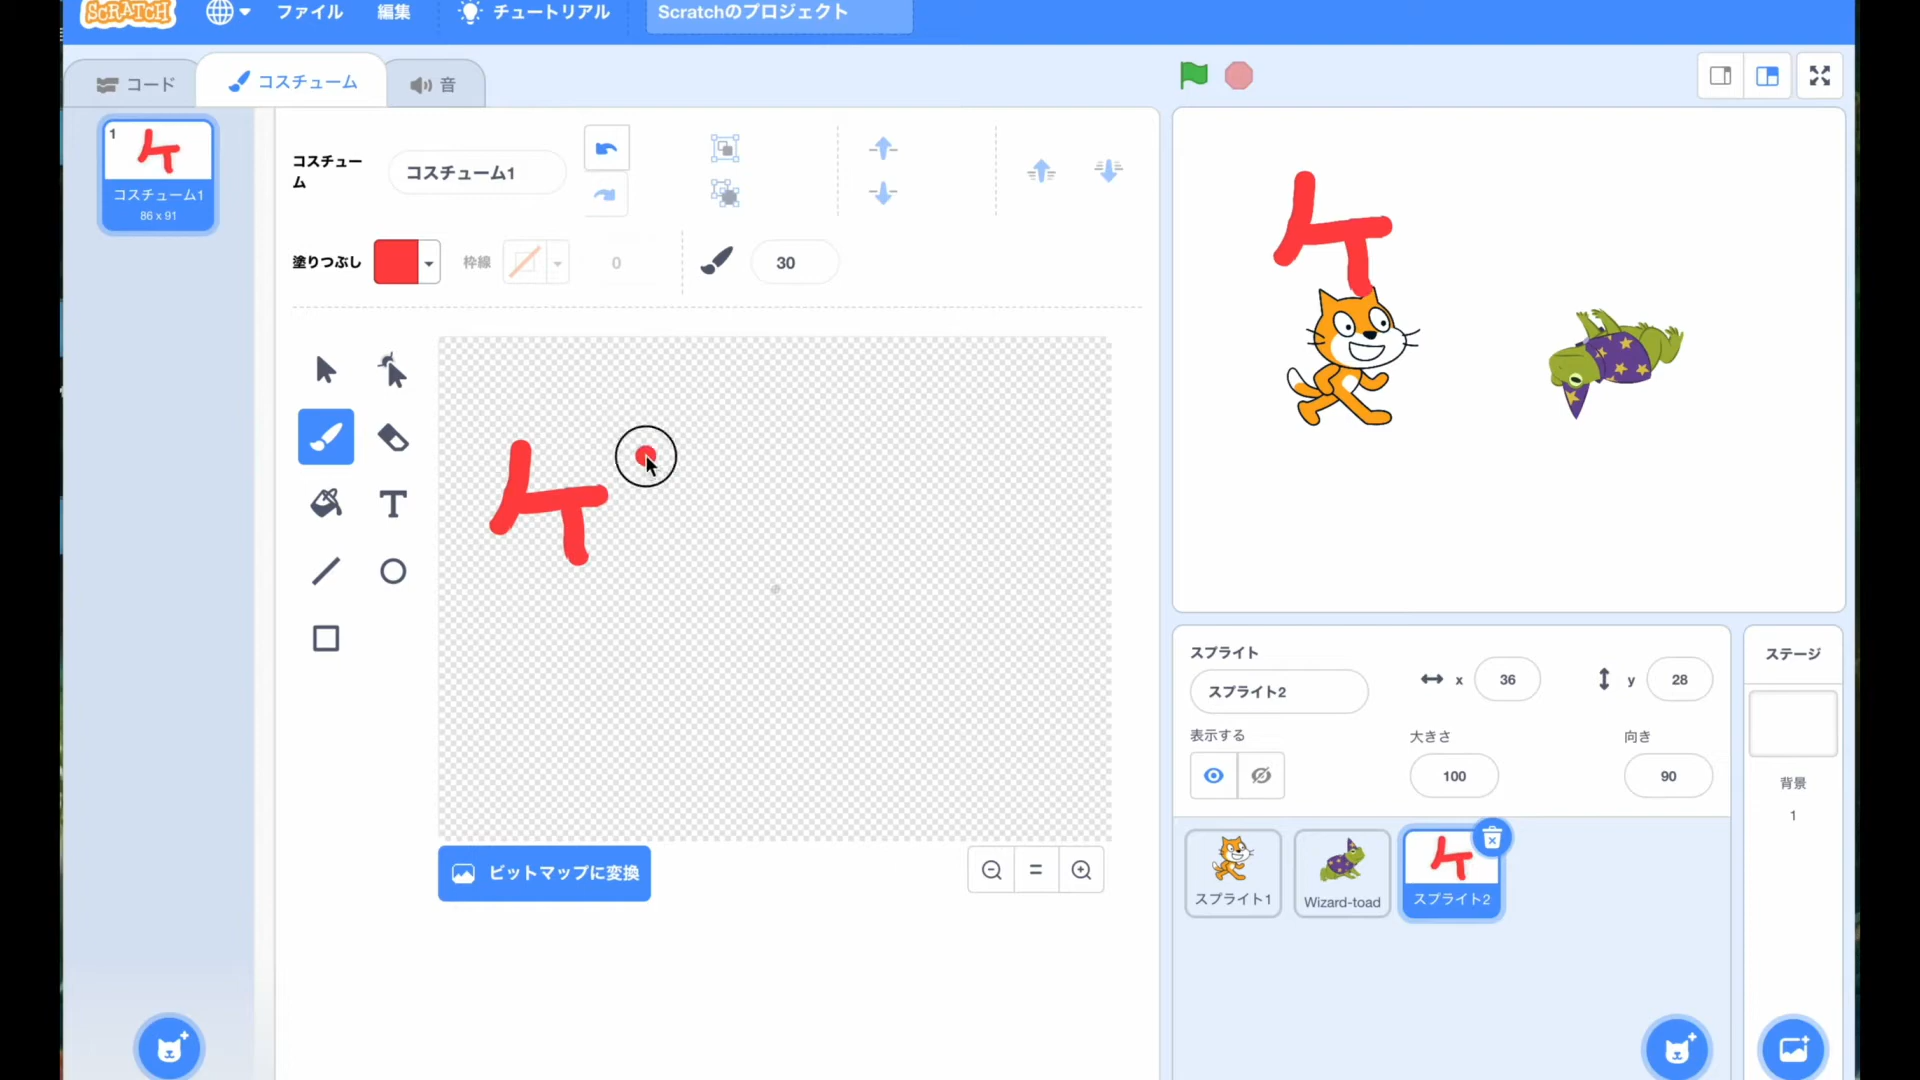 SCRATCH
ファイル
編集
チュートリアル
Scratchのプロジェクト
コード
コスチューム
音
1
ケ
コスチューム1
86 x 91
コスチューム
コスチューム1
塗りつぶし
枠線
0
30
ケ
ビットマップに変換
ケ
スプライト
スプライト2
x
36
y
28
表示する
大きさ
100
向き
90
スプライト1
Wizard-toad
ケ
スプライト2
ステージ
背景
1